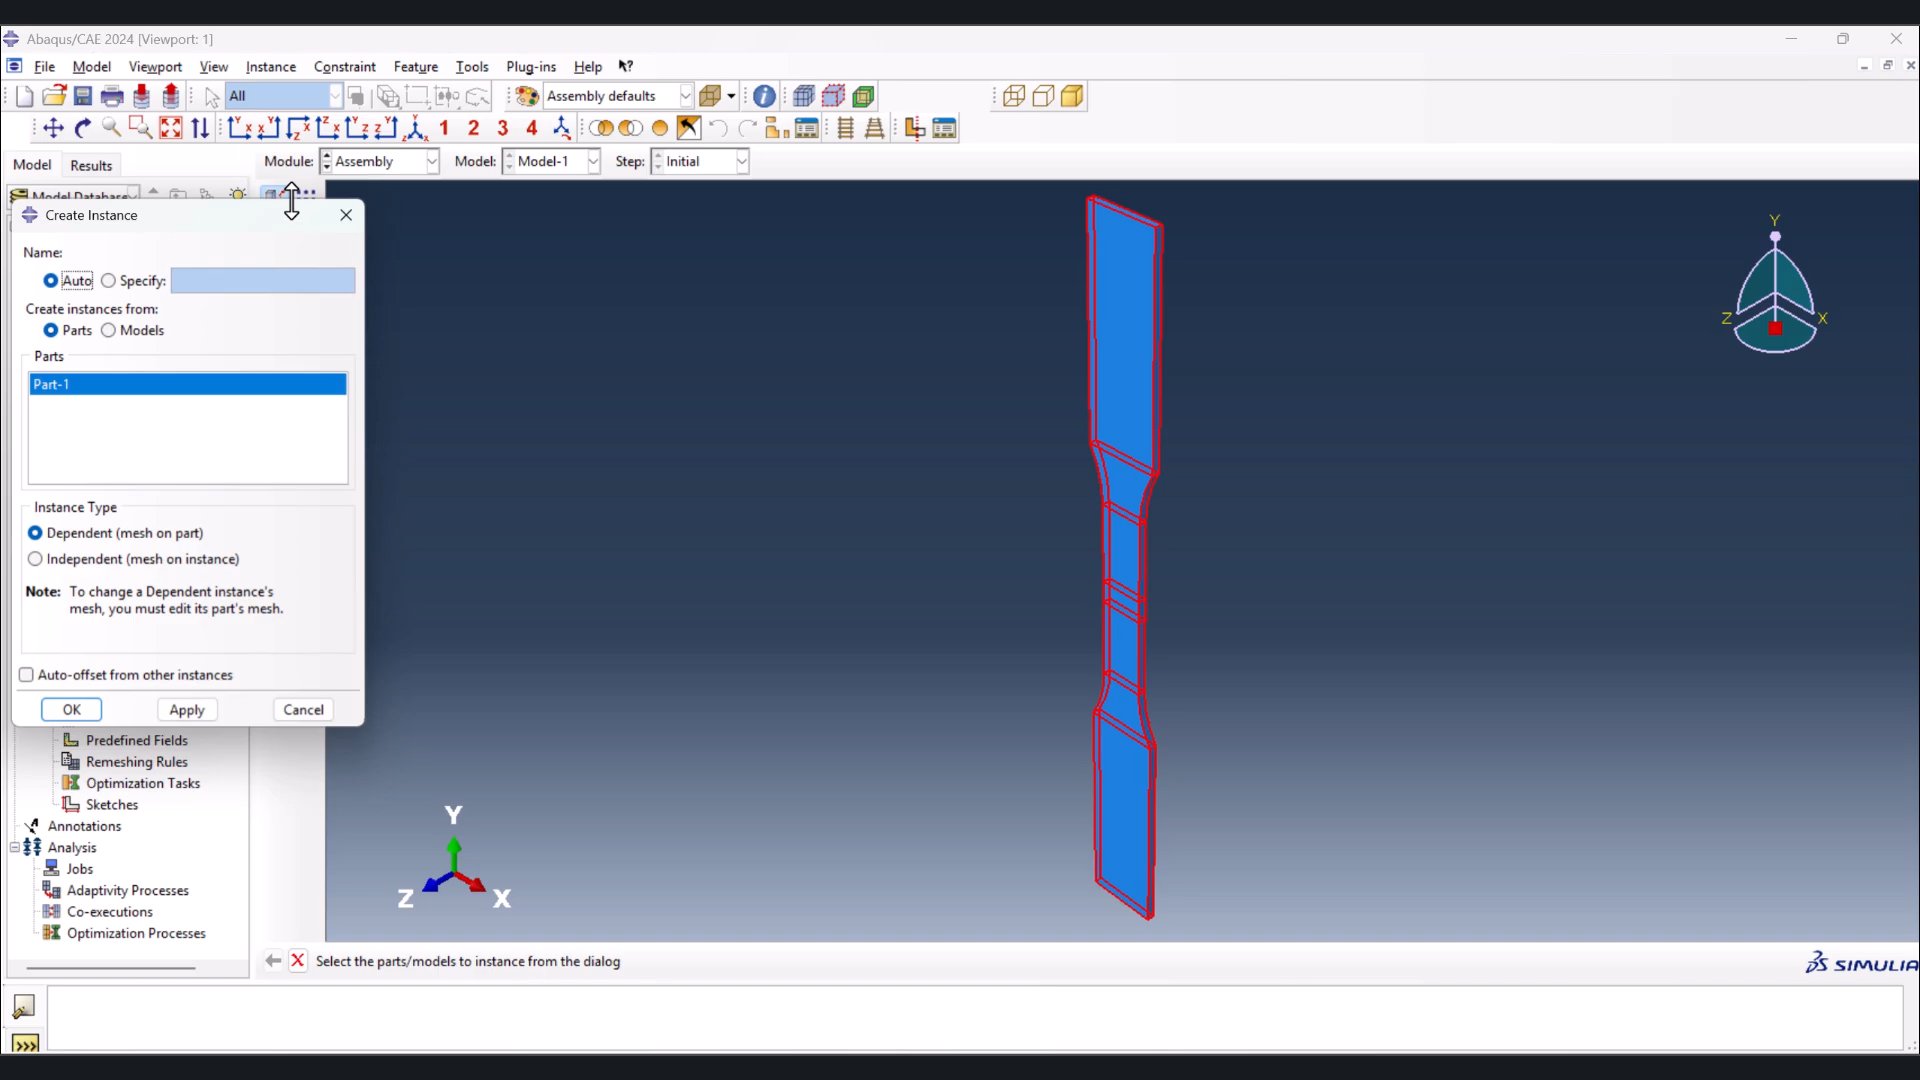 Abaqus/CAE 2024 [Viewport: 1]
File Model Viewport View Instance Constraint Feature Tools Plug-ins Help
All Assembly defaults
1 2 3 4
Model Results Module: Assembly Model: Model-1 Step: Initial
Model Database
Create Instance
Name:
Auto Specify:
Create instances from:
Parts Models
Parts
Part-1
Instance Type
Dependent (mesh on part)
Independent (mesh on instance)
Note: To change a Dependent instance's
mesh, you must edit its part's mesh.
Auto-offset from other instances
OK Apply Cancel
Predefined Fields
Remeshing Rules
Optimization Tasks
Sketches
Annotations
Analysis
Jobs
Adaptivity Processes
Co-executions
Optimization Processes
Y
Z X
Y
Z X
Select the parts/models to instance from the dialog
SIMULIA
>>>